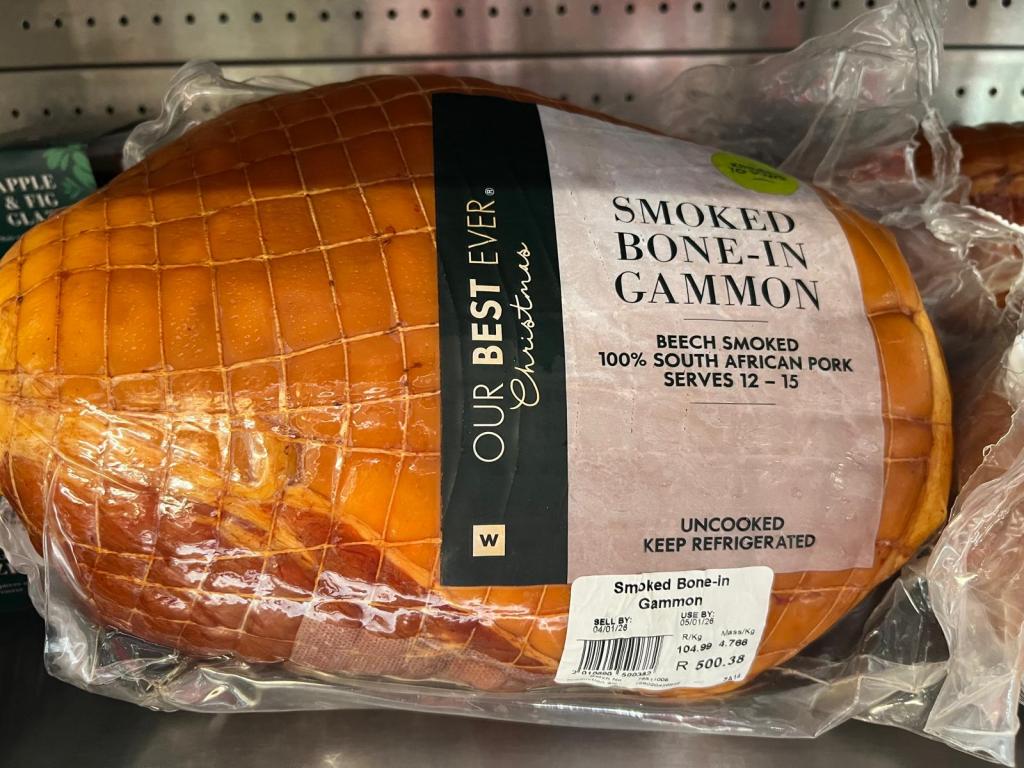 APPLE
& FIG
OUR BEST EVER®
Christmas
W
SMOKED
BONE-IN
GAMMON
BEECH SMOKED
100% SOUTH AFRICAN PORK
SERVES 12 – 15
UNCOOKED
KEEP REFRIGERATED
Smoked Bone-in
Gammon
SELL BY: USE BY:
04/01/26 05/01/26
R/Kg Mass/Kg
104.99 4.766
R 500.38